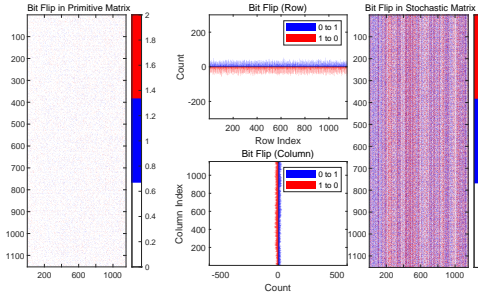 Bit Flip in Primitive Matrix
100
200
300
400
500
600
700
800
900
1000
1100
200 600 1000
2
1.8
1.6
1.4
1.2
1
0.8
0.6
0.4
0.2
0
Bit Flip (Row)
Count
200
0
-200
0 to 1
1 to 0
200 400 600 800 1000
Row Index
Bit Flip (Column)
Column Index
1000
800
600
400
200
0 to 1
1 to 0
-500 0 500
Count
Bit Flip in Stochastic Matrix
100
200
300
400
500
600
700
800
900
1000
1100
200 600 1000